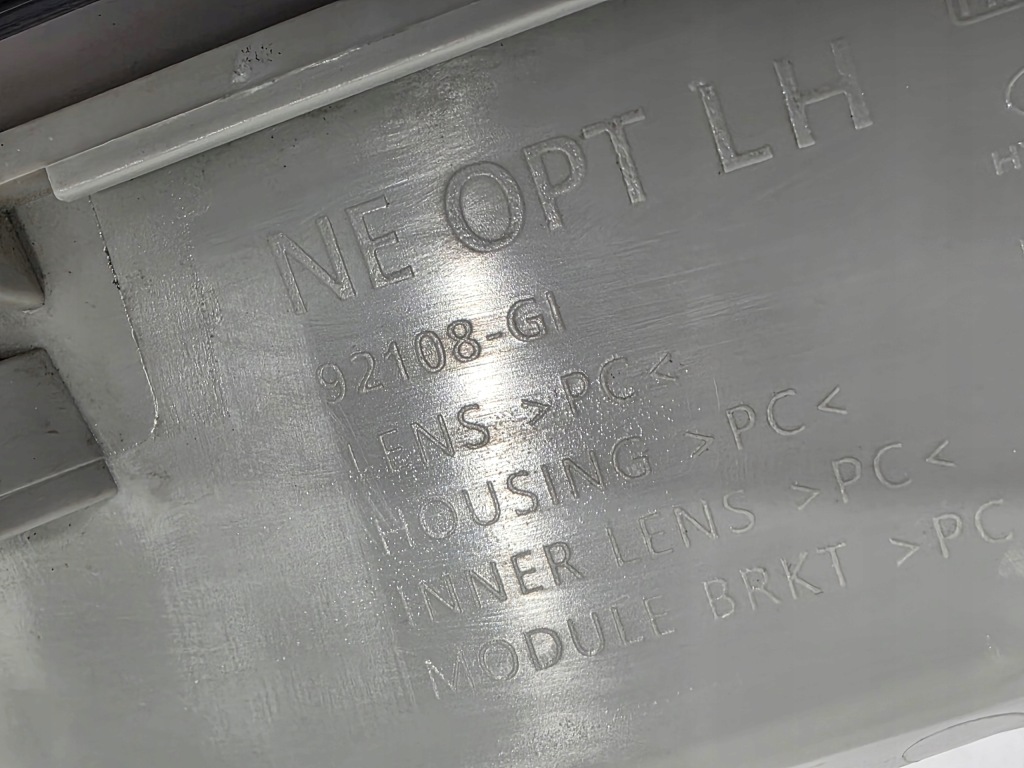 NE OPT LH
92108-GI
LENS >PC<
HOUSING >PC<
INNER LENS >PC<
MODULE BRKT >PC